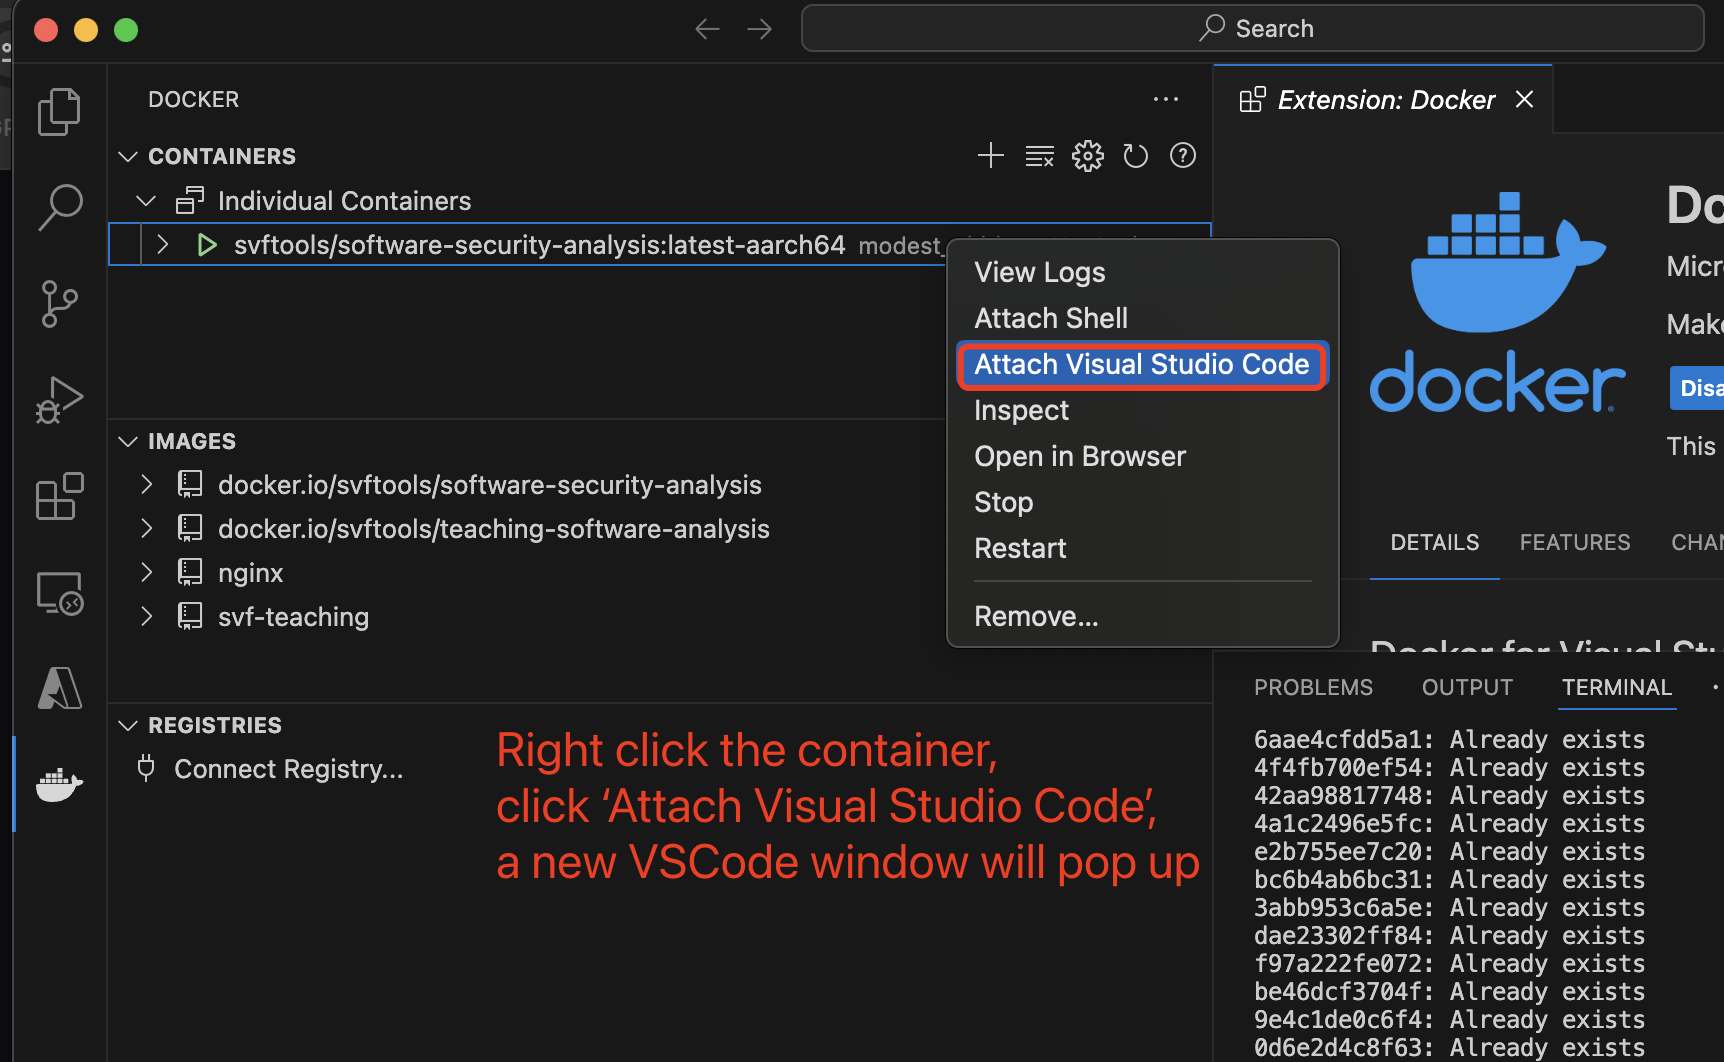 Search
DOCKER
Extension: Docker
CONTAINERS
Individual Containers
svftools/software-security-analysis:latest-aarch64 modest_
View Logs
Attach Shell
Attach Visual Studio Code
Inspect
Open in Browser
Stop
Restart
Remove...
IMAGES
docker.io/svftools/software-security-analysis
docker.io/svftools/teaching-software-analysis
nginx
svf-teaching
REGISTRIES
Connect Registry...
Right click the container,
click ‘Attach Visual Studio Code’,
a new VSCode window will pop up
docker
Do
Micr
Make
Disa
This
DETAILS FEATURES CHAN
Docker for Visual Stu
PROBLEMS OUTPUT TERMINAL
6aae4cfdd5a1: Already exists
4f4fb700ef54: Already exists
42aa98817748: Already exists
4a1c2496e5fc: Already exists
e2b755ee7c20: Already exists
bc6b4ab6bc31: Already exists
3abb953c6a5e: Already exists
dae23302ff84: Already exists
f97a222fe072: Already exists
be46dcf3704f: Already exists
9e4c1de0c6f4: Already exists
0d6e2d4c8f63: Already exists